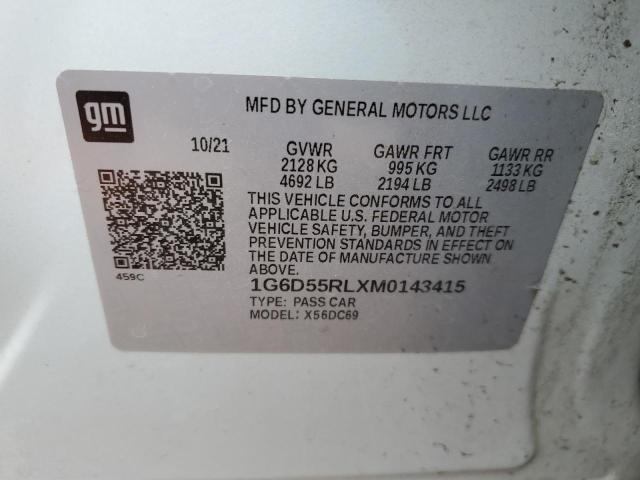 gm
MFD BY GENERAL MOTORS LLC
10/21 GVWR GAWR FRT GAWR RR
2128 KG 995 KG 1133 KG
4692 LB 2194 LB 2498 LB
THIS VEHICLE CONFORMS TO ALL
APPLICABLE U.S. FEDERAL MOTOR
VEHICLE SAFETY, BUMPER, AND THEFT
PREVENTION STANDARDS IN EFFECT ON
THE DATE OF MANUFACTURE SHOWN
ABOVE.
459C
1G6D55RLXM0143415
TYPE: PASS CAR
MODEL: X56DC69